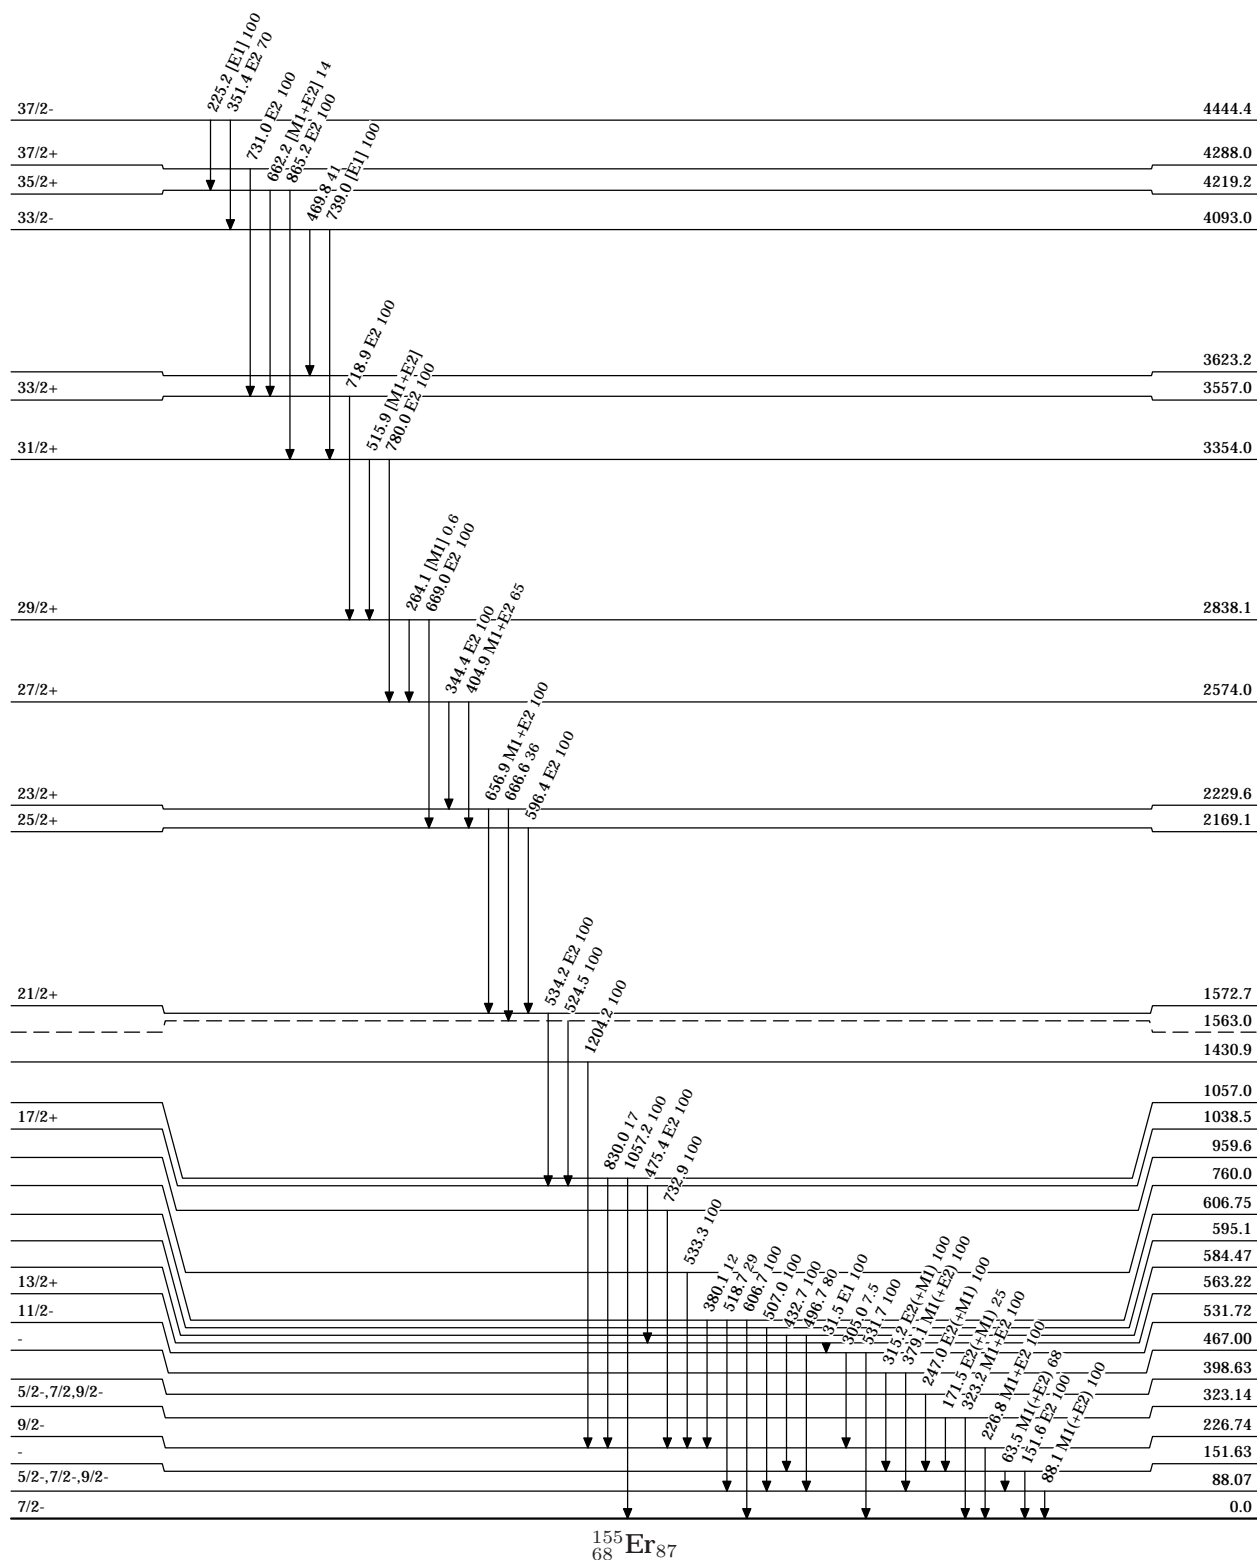 225.2 [E1] 100
351.4 E2 70
37/2- 4444.4
731.0 E2 100
662.2 [M1+E2] 14
865.2 E2 100
37/2+ 4288.0
35/2+ 4219.2
469.8 41
739.0 [E1] 100
33/2- 4093.0
3623.2
718.9 E2 100
33/2+ 3557.0
515.9 [M1+E2]
780.0 E2 100
31/2+ 3354.0
264.1 [M1] 0.6
669.0 E2 100
29/2+ 2838.1
344.4 E2 100
404.9 M1+E2 65
27/2+ 2574.0
656.9 M1+E2 100
666.6 36
23/2+ 2229.6
596.4 E2 100
25/2+ 2169.1
534.2 E2 100
21/2+ 1572.7
524.5 100
1563.0
1204.2 100
1430.9
830.0 17
1057.2 100
1057.0
475.4 E2 100
17/2+ 1038.5
732.9 100
959.6
533.3 100
760.0
380.1 12
518.7 29
606.7 100
606.75
507.0 100
595.1
432.7 100
496.7 80
584.47
31.5 E1 100
13/2+ 563.22
305.0 7.5
531.7 100
11/2- 531.72
315.2 E2(+M1) 100
379.1 M1(+E2) 100
- 467.00
247.0 E2(+M1) 100
398.63
171.5 E2(+M1) 25
323.2 M1+E2 100
5/2-,7/2,9/2- 323.14
226.8 M1+E2 100
9/2- 226.74
63.5 M1(+E2) 68
151.6 E2 100
- 151.63
88.1 M1(+E2) 100
5/2-,7/2-,9/2- 88.07
7/2- 0.0
¹⁵⁵₆₈Er₈₇